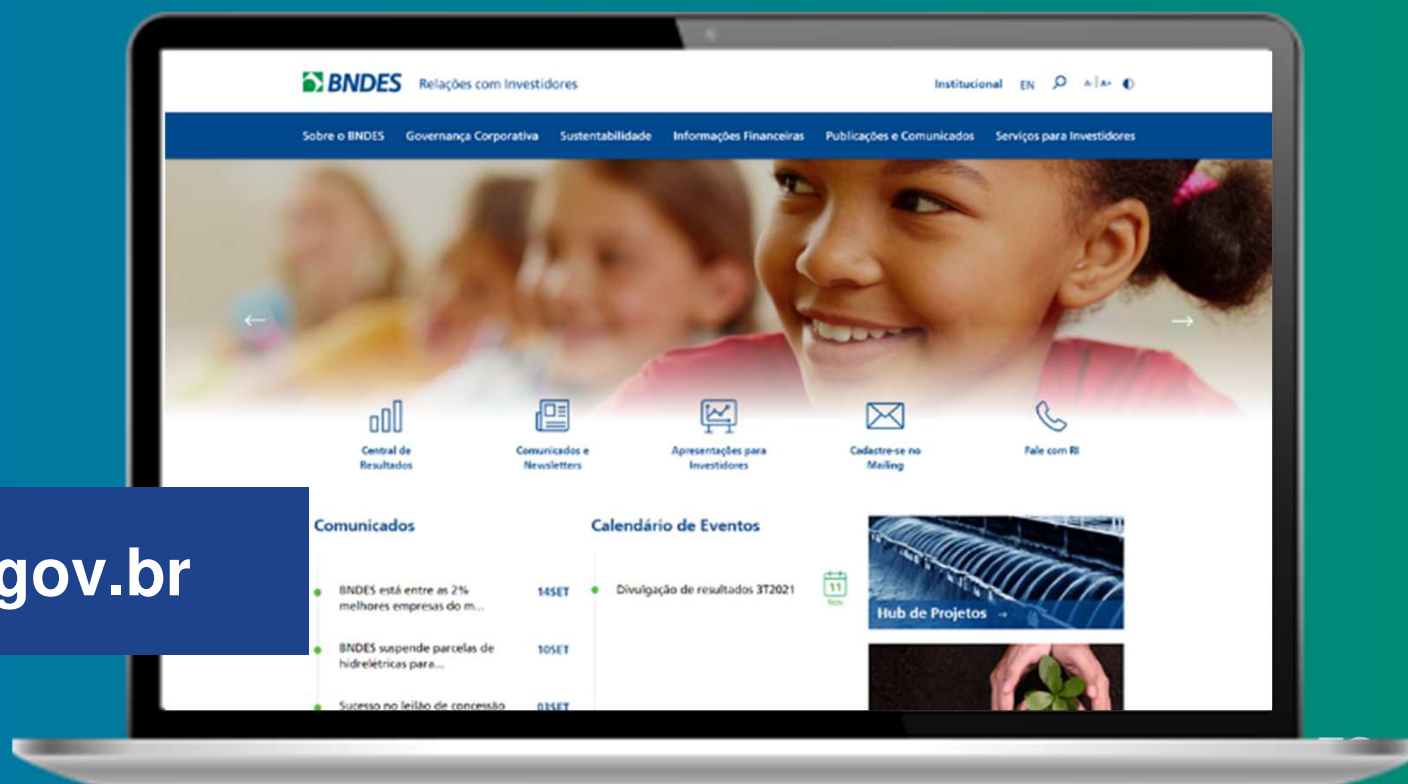 BNDES Relações com Investidores
Institucional EN A- A+
Sobre o BNDES Governança Corporativa Sustentabilidade Informações Financeiras Publicações e Comunicados Serviços para Investidores
Central de
Resultados
Comunicados e
Newsletters
Apresentações para
Investidores
Cadastre-se no
Mailing
Fale com RI
gov.br
Comunicados
BNDES está entre as 2%
melhores empresas do m...
14SET
BNDES suspende parcelas de
hidrelétricas para...
10SET
Sucesso no leilão de concessão
03SET
Calendário de Eventos
Divulgação de resultados 3T2021
11
Nov
Hub de Projetos →